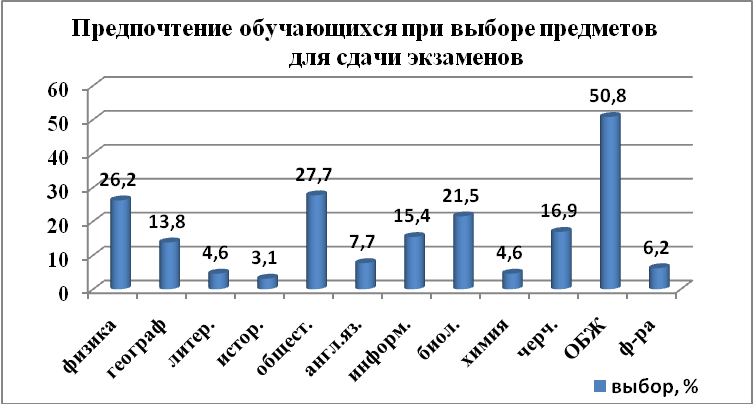 Предпочтение обучающихся при выборе предметов
для сдачи экзаменов
60
50
40
30
20
10
0
26,2
13,8
4,6
3,1
27,7
7,7
15,4
21,5
4,6
16,9
50,8
6,2
физика
географ
литер.
истор.
общест.
англ.яз.
информ.
биол.
химия
черч.
ОБЖ
ф-ра
выбор, %